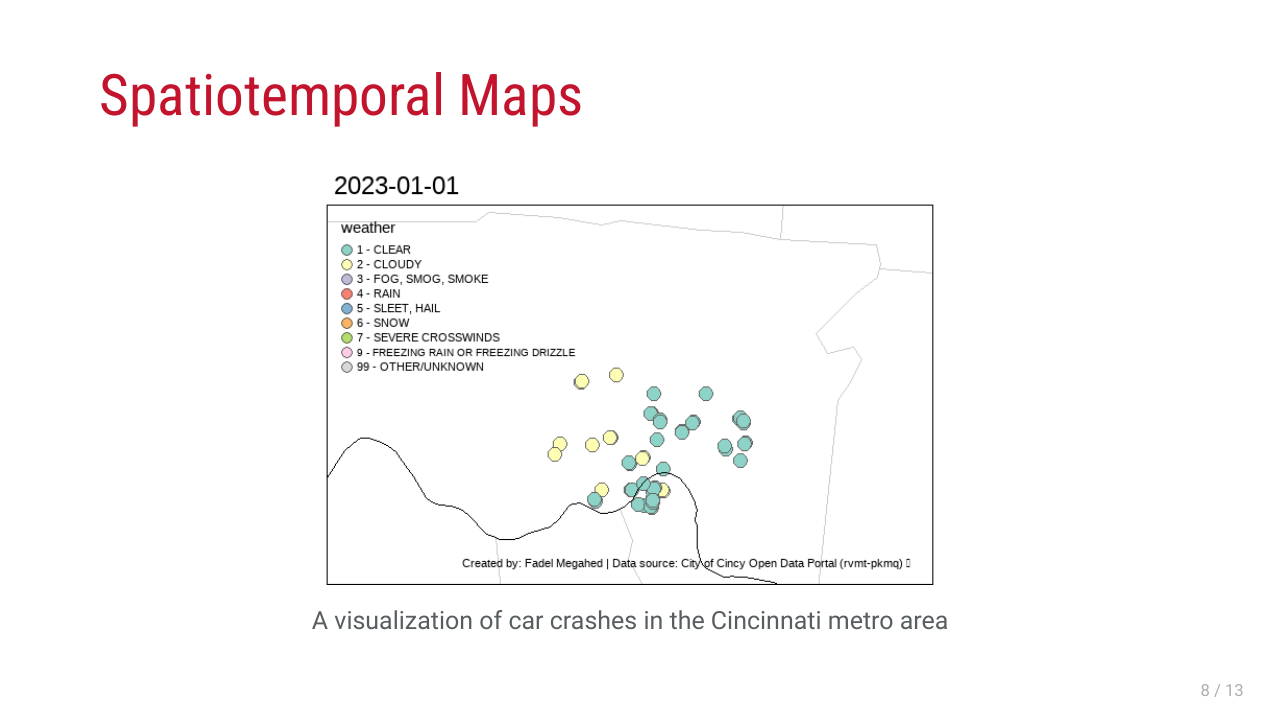 Spatiotemporal Maps
2023-01-01
weather
1 - CLEAR
2 - CLOUDY
3 - FOG, SMOG, SMOKE
4 - RAIN
5 - SLEET, HAIL
6 - SNOW
7 - SEVERE CROSSWINDS
9 - FREEZING RAIN OR FREEZING DRIZZLE
99 - OTHER/UNKNOWN
Created by: Fadel Megahed | Data source: City of Cincy Open Data Portal (rvmt-pkmq)
A visualization of car crashes in the Cincinnati metro area
8 / 13